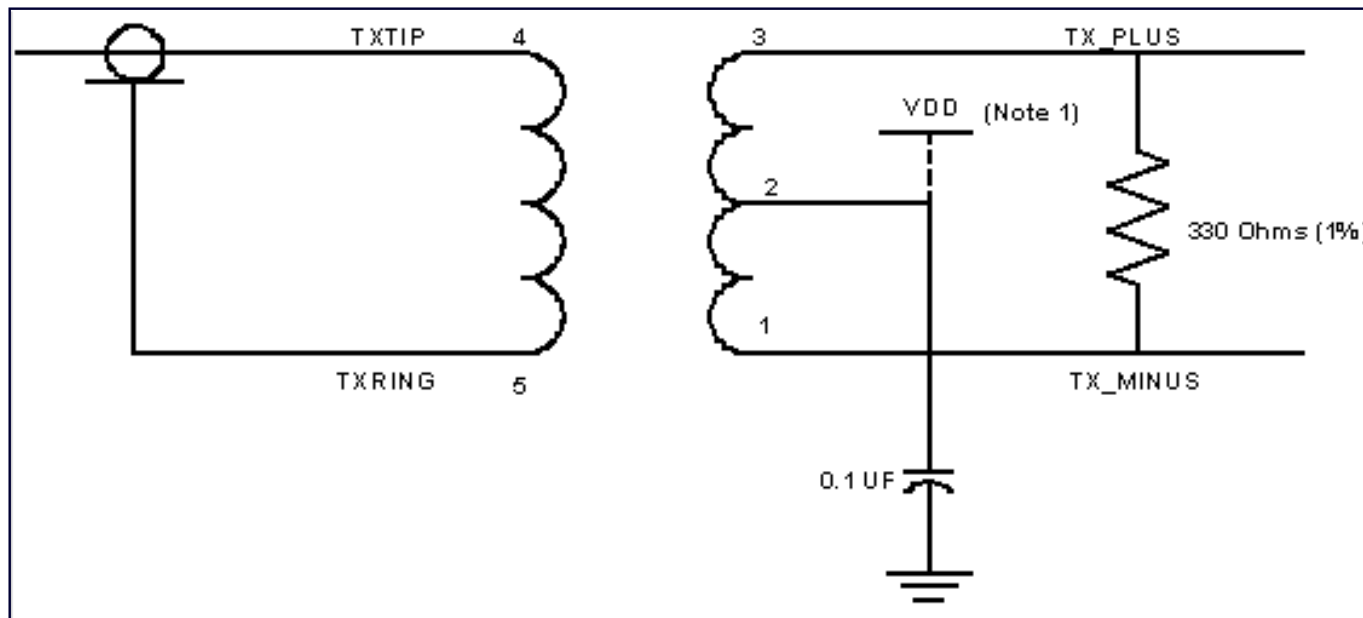 TXTIP 4
3 TX_PLUS
VDD (Note 1)
2
330 Ohms (1%)
1
TXRING 5
TX_MINUS
0.1 UF